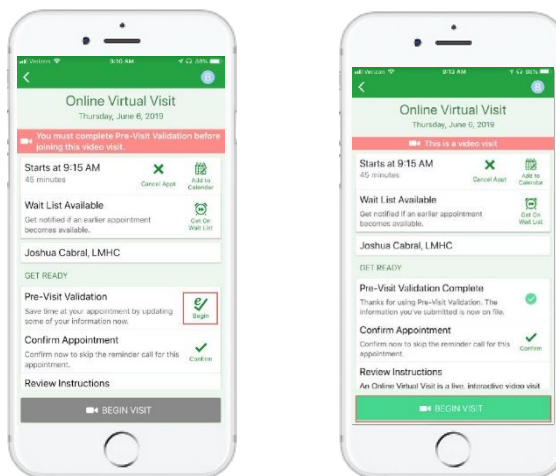 Verizon 9:10 AM 88%
B
Online Virtual Visit
Thursday, June 6, 2019
You must complete Pre-Visit Validation before
joining this video visit.
Starts at 9:15 AM
45 minutes
Cancel Appt
Add to
Calendar
Wait List Available
Get notified if an earlier appointment
becomes available.
Get On
Wait List
Joshua Cabral, LMHC
GET READY
Pre-Visit Validation
Save time at your appointment by updating
some of your information now.
Begin
Confirm Appointment
Confirm now to skip the reminder call for this
appointment.
Confirm
Review Instructions
BEGIN VISIT
Verizon 9:13 AM
B
Online Virtual Visit
Thursday, June 6, 2019
This is a video visit
Starts at 9:15 AM
45 minutes
Cancel Appt
Add to
Calendar
Wait List Available
Get notified if an earlier appointment
becomes available.
Get On
Wait List
Joshua Cabral, LMHC
GET READY
Pre-Visit Validation Complete
Thanks for using Pre-Visit Validation. The
information you've submitted is now on file.
Confirm Appointment
Confirm now to skip the reminder call for this
appointment.
Confirm
Review Instructions
An Online Virtual Visit is a live, interactive video visit
BEGIN VISIT